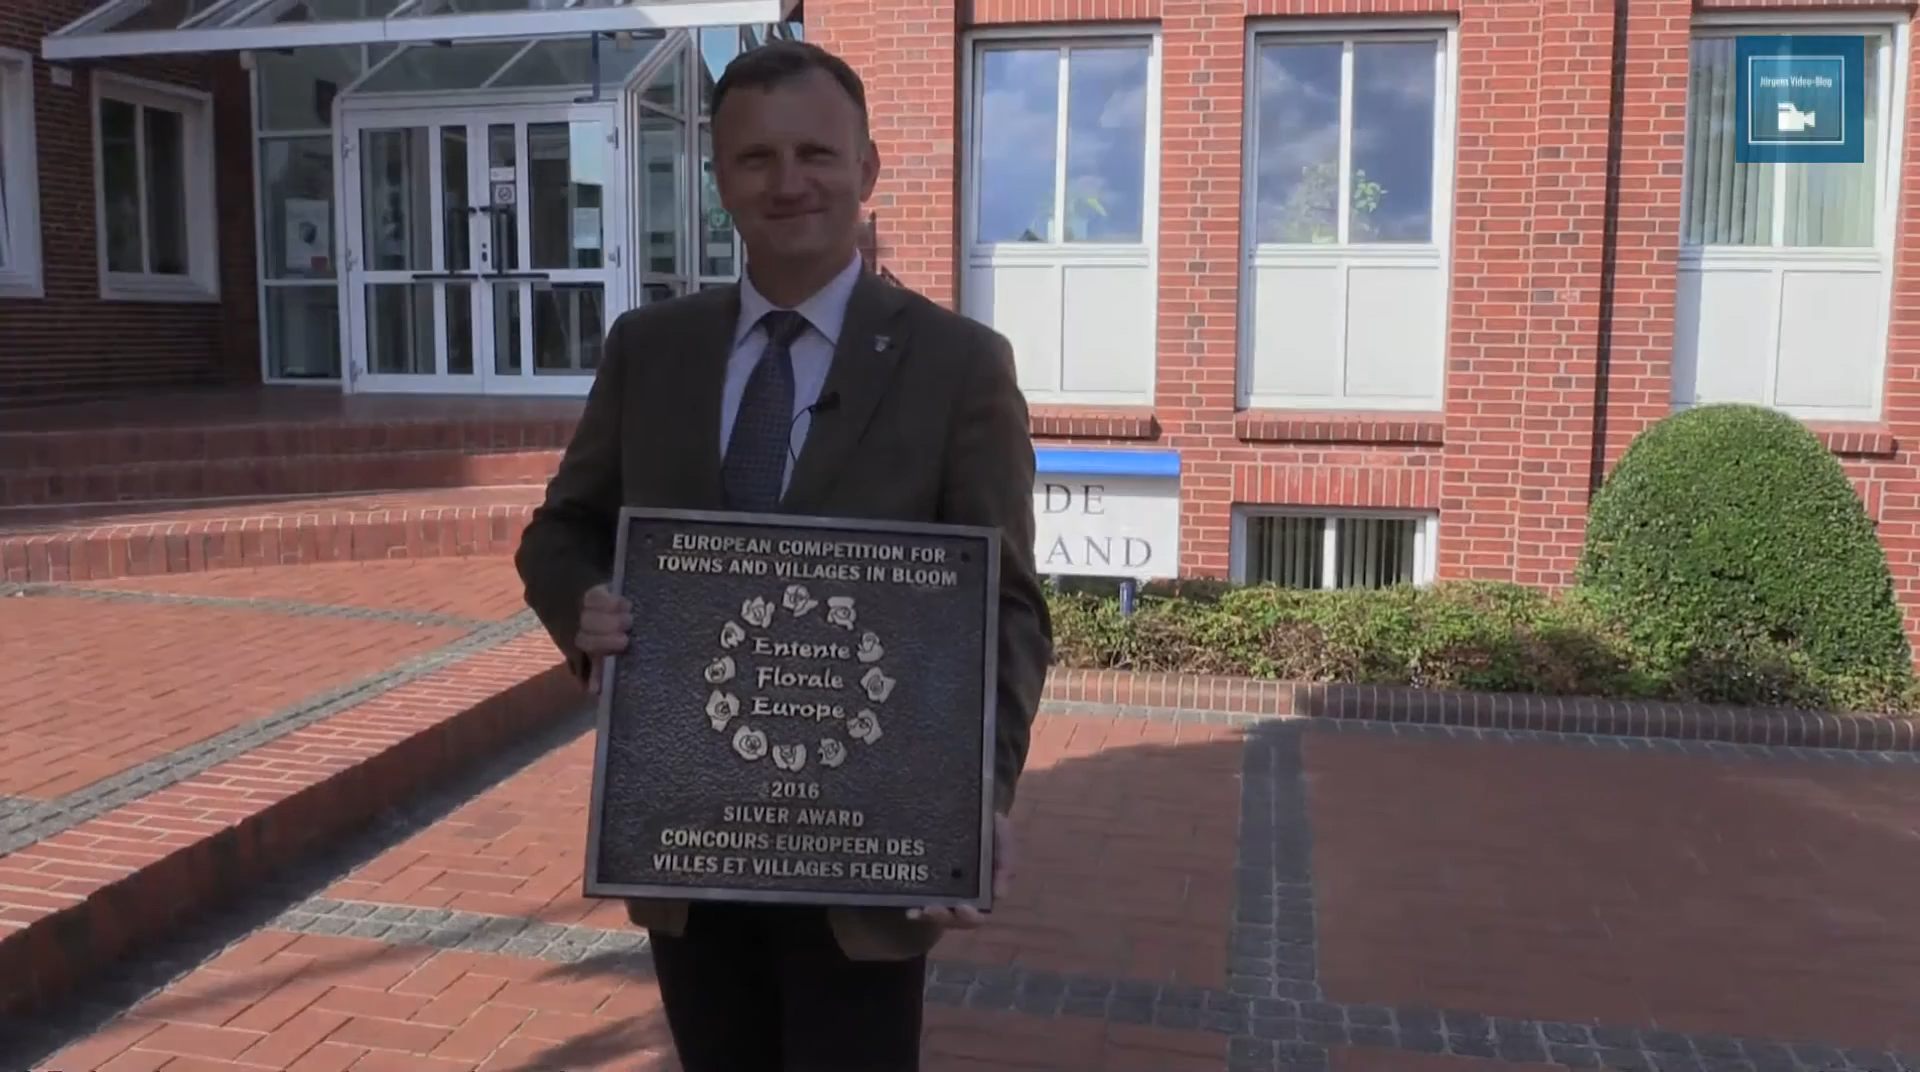 Jürgens Video-Blog
DE
AND
EUROPEAN COMPETITION FOR
TOWNS AND VILLAGES IN BLOOM
Entente
Florale
Europe
2016
SILVER AWARD
CONCOURS EUROPEEN DES
VILLES ET VILLAGES FLEURIS